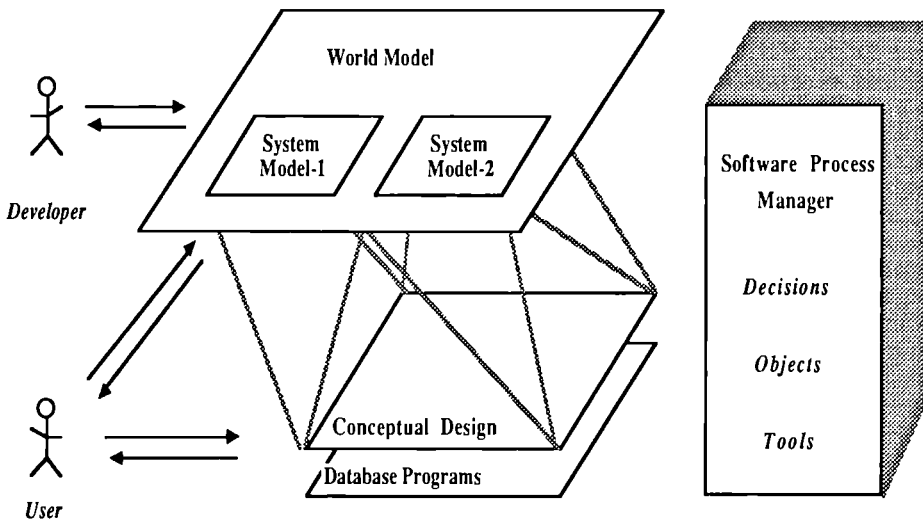 World Model
System
Model-1
System
Model-2
Developer
Software Process
Manager
Decisions
Objects
Tools
Conceptual Design
Database Programs
User